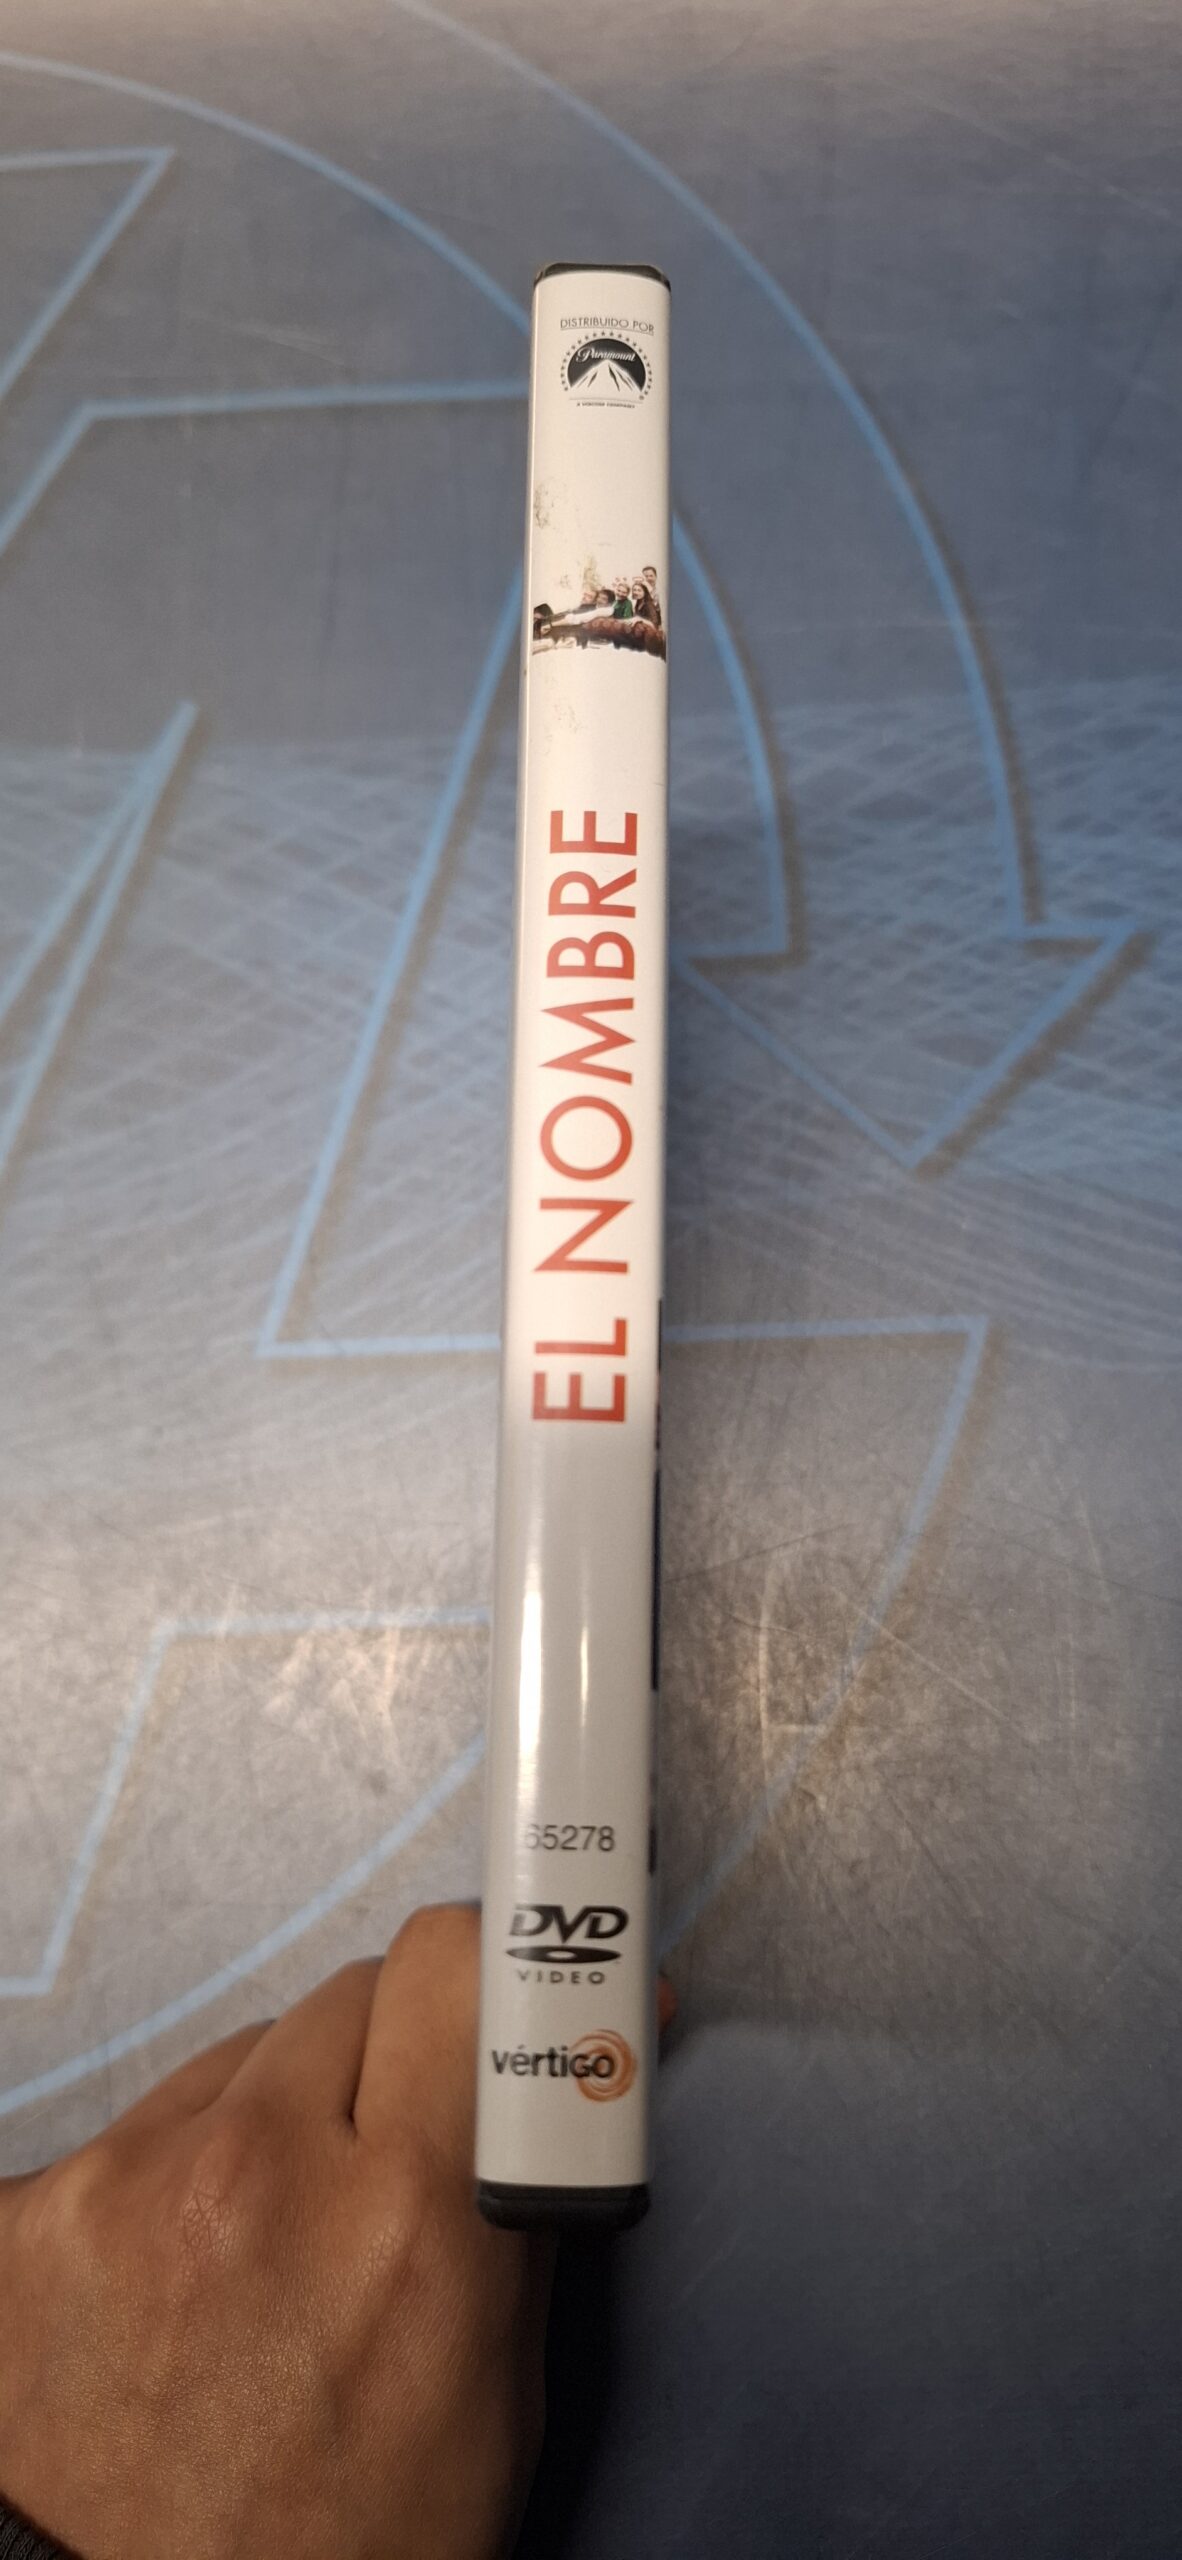 DISTRIBUIDO POR
Paramount
A VIACOM COMPANY
EL NOMBRE
65278
DVD
VIDEO
vértigo